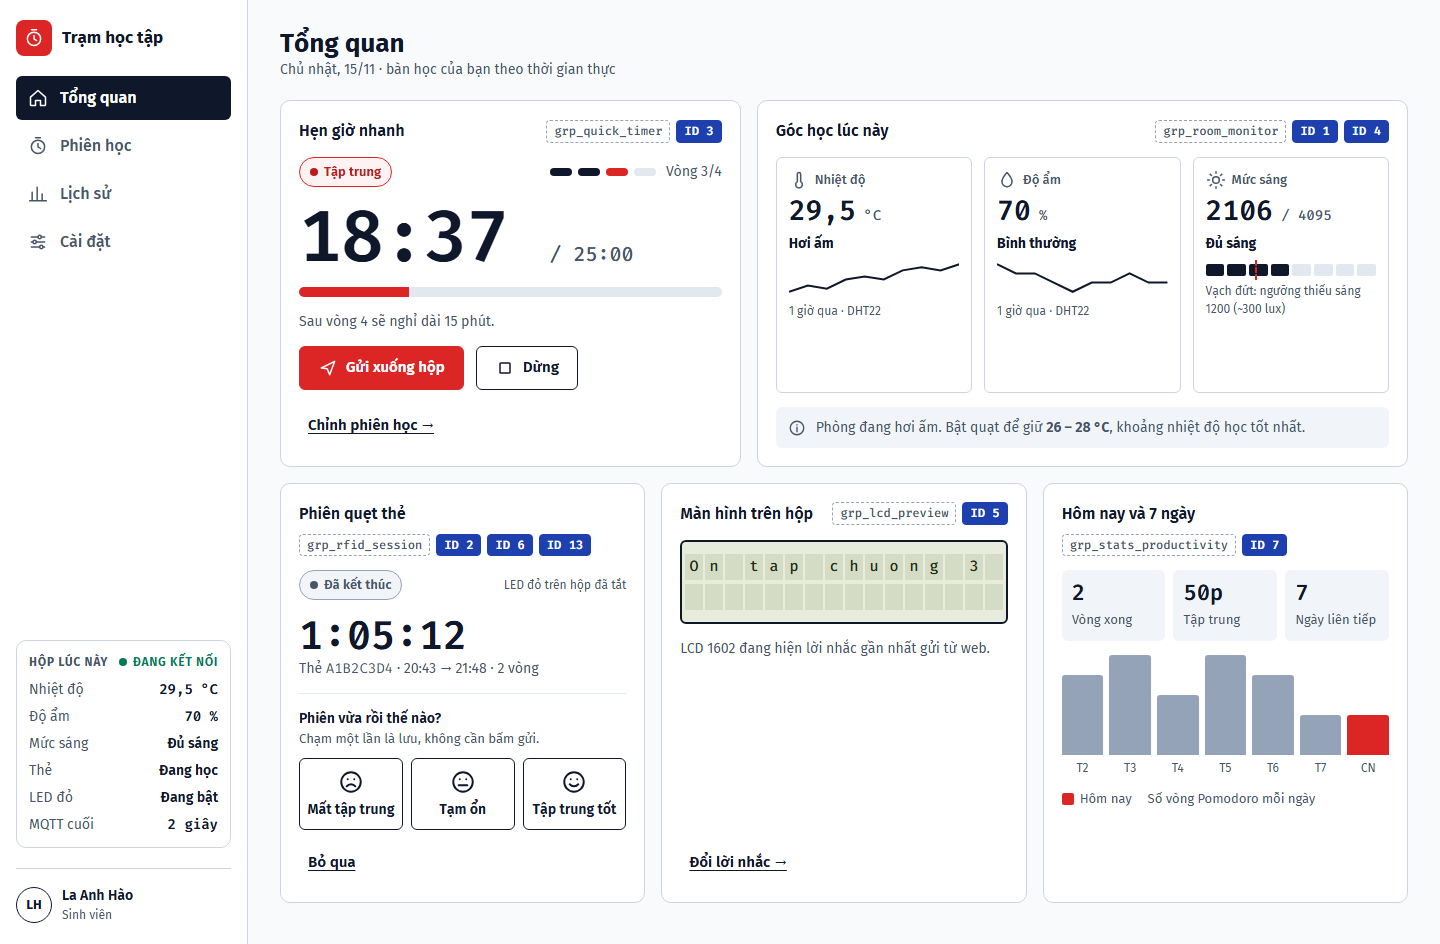 Trạm học tập
Tổng quan
Phiên học
Lịch sử
Cài đặt
HỘP LÚC NÀY ĐANG KẾT NỐI
Nhiệt độ 29,5 °C
Độ ẩm 70 %
Mức sáng Đủ sáng
Thẻ Đang học
LED đỏ Đang bật
MQTT cuối 2 giây
LH La Anh Hào
Sinh viên
Tổng quan
Chủ nhật, 15/11 · bàn học của bạn theo thời gian thực
Hẹn giờ nhanh grp_quick_timer ID 3
Tập trung Vòng 3/4
18:37 / 25:00
Sau vòng 4 sẽ nghỉ dài 15 phút.
Gửi xuống hộp Dừng
Chỉnh phiên học →
Góc học lúc này grp_room_monitor ID 1 ID 4
Nhiệt độ
29,5 °C
Hơi ấm
1 giờ qua · DHT22
Độ ẩm
70 %
Bình thường
1 giờ qua · DHT22
Mức sáng
2106 / 4095
Đủ sáng
Vạch đứt: ngưỡng thiếu sáng
1200 (~300 lux)
Phòng đang hơi ấm. Bật quạt để giữ 26 – 28 °C, khoảng nhiệt độ học tốt nhất.
Phiên quẹt thẻ
grp_rfid_session ID 2 ID 6 ID 13
Đã kết thúc LED đỏ trên hộp đã tắt
1:05:12
Thẻ A1B2C3D4 · 20:43 → 21:48 · 2 vòng
Phiên vừa rồi thế nào?
Chạm một lần là lưu, không cần bấm gửi.
Mất tập trung Tạm ổn Tập trung tốt
Bỏ qua
Màn hình trên hộp grp_lcd_preview ID 5
On tap chuong 3
LCD 1602 đang hiện lời nhắc gần nhất gửi từ web.
Đổi lời nhắc →
Hôm nay và 7 ngày
grp_stats_productivity ID 7
2 50p 7
Vòng xong Tập trung Ngày liên tiếp
T2 T3 T4 T5 T6 T7 CN
Hôm nay Số vòng Pomodoro mỗi ngày